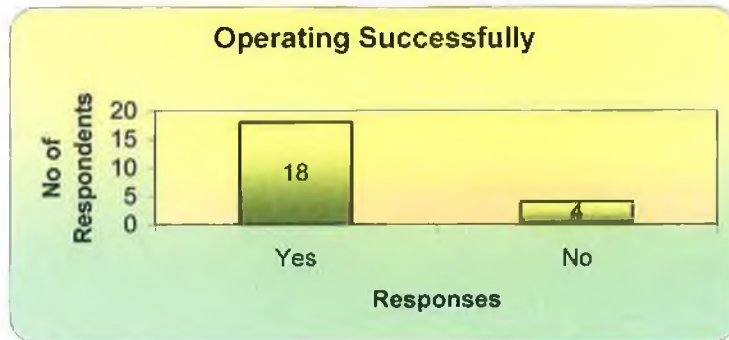 Operating Successfully
No of
Respondents
20
15
10
5
0
18
4
Yes
No
Responses